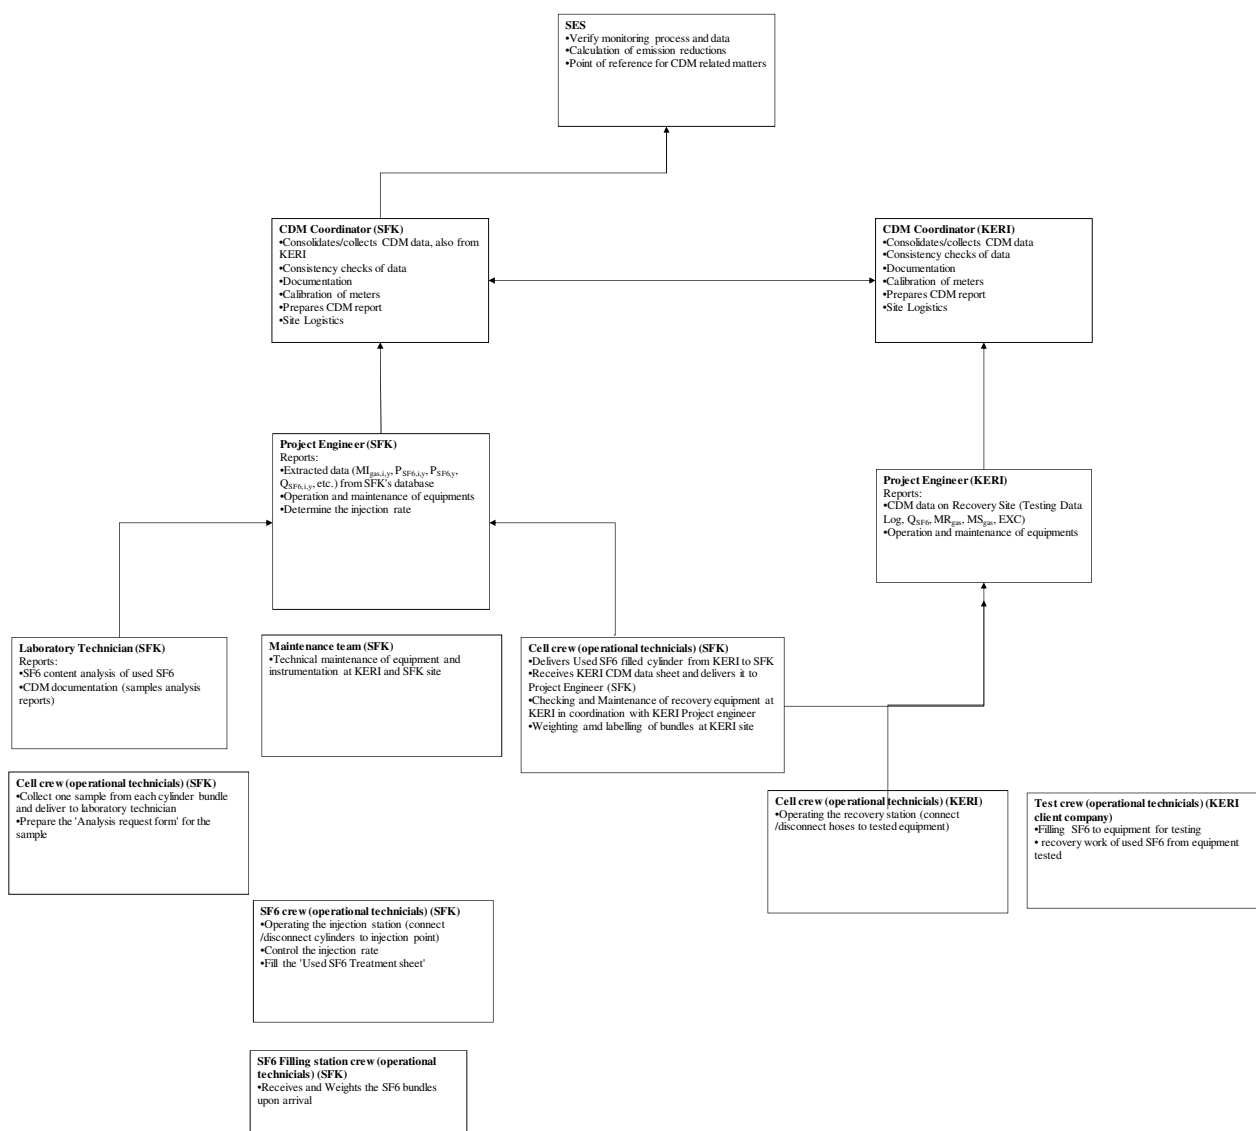 SES
•Verify monitoring process and data
•Calculation of emission reductions
•Point of reference for CDM related matters
CDM Coordinator (SFK)
•Consolidates/collects CDM data, also from
KERI
•Consistency checks of data
•Documentation
•Calibration of meters
•Prepares CDM report
•Site Logistics
CDM Coordinator (KERI)
•Consolidates/collects CDM data
•Consistency checks of data
•Documentation
•Calibration of meters
•Prepares CDM report
•Site Logistics
Project Engineer (SFK)
Reports:
•Extracted data (MI_gas,i,y, P_SF6,i,y, P_SF6,y,
Q_SF6,i,y, etc.) from SFK's database
•Operation and maintenance of equipments
•Determine the injection rate
Project Engineer (KERI)
Reports:
•CDM data on Recovery Site (Testing Data
Log, Q_SF6, MR_gas, MS_gas, EXC)
•Operation and maintenance of equipments
Laboratory Technician (SFK)
Reports:
•SF6 content analysis of used SF6
•CDM documentation (samples analysis
reports)
Maintenance team (SFK)
•Technical maintenance of equipment and
instrumentation at KERI and SFK site
Cell crew (operational technicials) (SFK)
•Delivers Used SF6 filled cylinder from KERI to SFK
•Receives KERI CDM data sheet and delivers it to
Project Engineer (SFK)
•Checking and Maintenance of recovery equipment at
KERI in coordination with KERI Project engineer
•Weighting amd labelling of bundles at KERI site
Cell crew (operational technicials) (SFK)
•Collect one sample from each cylinder bundle
and deliver to laboratory technician
•Prepare the 'Analysis request form' for the
sample
Cell crew (operational technicials) (KERI)
•Operating the recovery station (connect
/disconnect hoses to tested equipment)
Test crew (operational technicials) (KERI
client company)
•Filling SF6 to equipment for testing
• recovery work of used SF6 from equipment
tested
SF6 crew (operational technicials) (SFK)
•Operating the injection station (connect
/disconnect cylinders to injection point)
•Control the injection rate
•Fill the 'Used SF6 Treatment sheet'
SF6 Filling station crew (operational
technicials) (SFK)
•Receives and Weights the SF6 bundles
upon arrival